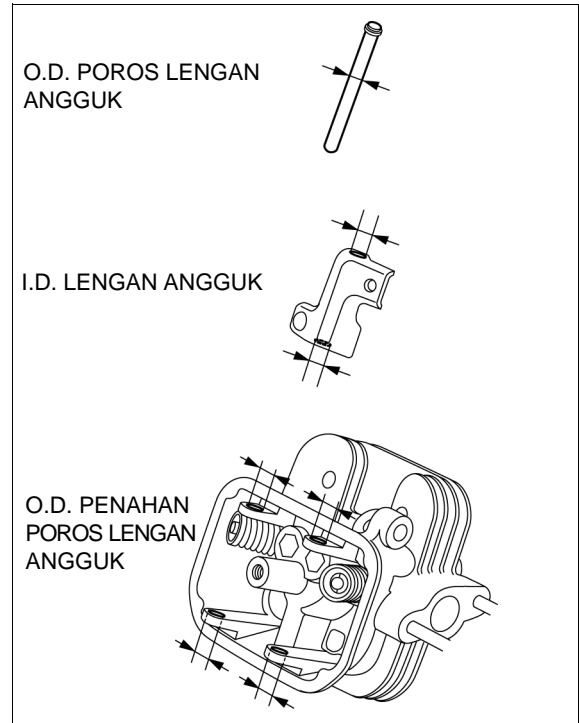 O.D. POROS LENGAN
ANGGUK
I.D. LENGAN ANGGUK
O.D. PENAHAN
POROS LENGAN
ANGGUK